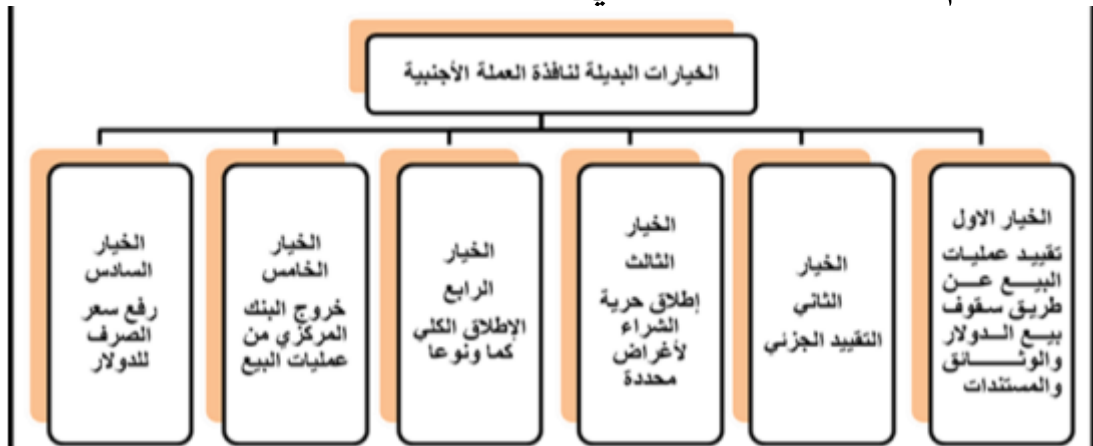 الخيارات البديلة لنافذة العملة الأجنبية
الخيار الاول
تقييد عمليات
البيع عن
طريق سقوف
بيع الدولار
والوثائق
والمستندات
الخيار
الثاني
التقييد الجزئي
الخيار
الثالث
إطلاق حرية
الشراء
لأغراض
محددة
الخيار
الرابع
الإطلاق الكلي
كما ونوعا
الخيار
الخامس
خروج البنك
المركزي من
عمليات البيع
الخيار
السادس
رفع سعر
الصرف
للدولار